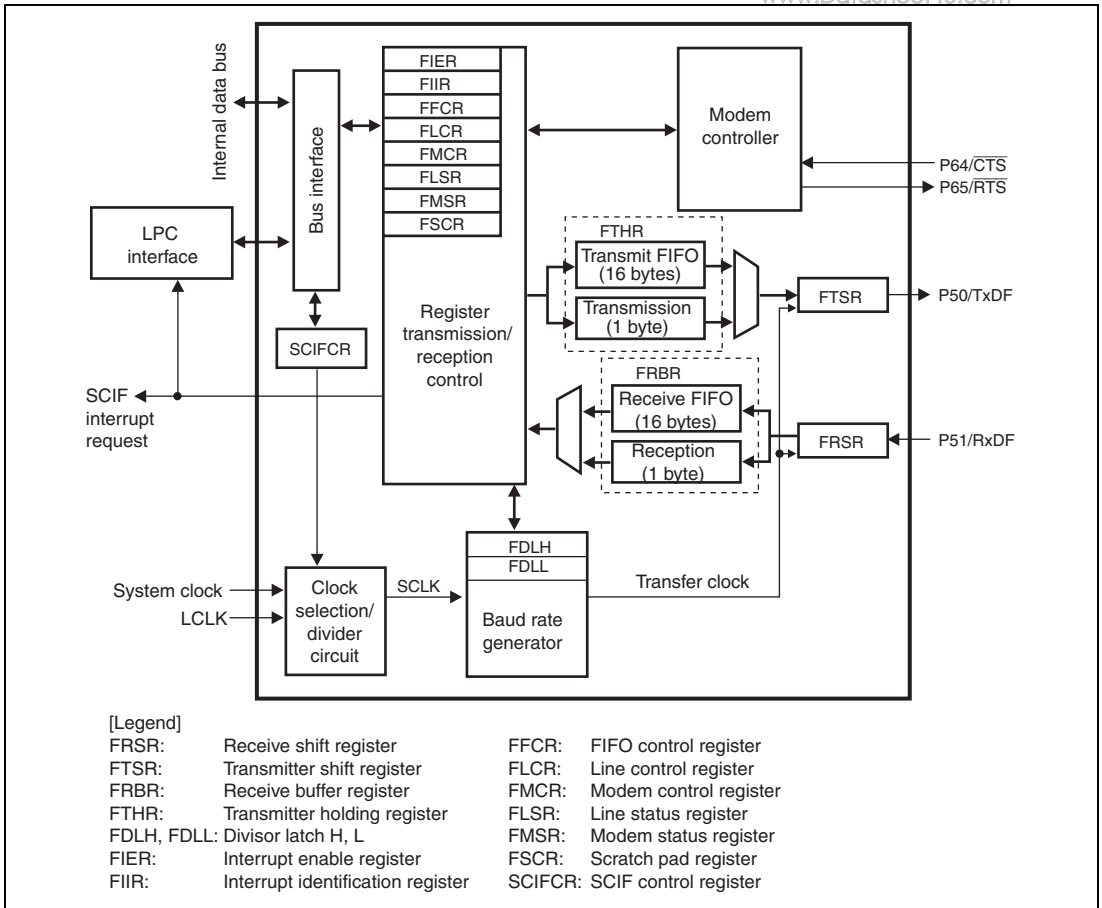 Internal data bus
Bus interface
LPC
interface
SCIFCR
SCIF
interrupt
request
FIER
FIIR
FFCR
FLCR
FMCR
FLSR
FMSR
FSCR
Register
transmission/
reception
control
Modem
controller
P64/CTS
P65/RTS
FTHR
Transmit FIFO
(16 bytes)
Transmission
(1 byte)
FTSR
P50/TxDF
FRBR
Receive FIFO
(16 bytes)
Reception
(1 byte)
FRSR
P51/RxDF
System clock
LCLK
Clock
selection/
divider
circuit
SCLK
FDLH
FDLL
Baud rate
generator
Transfer clock
[Legend]
FRSR: Receive shift register
FTSR: Transmitter shift register
FRBR: Receive buffer register
FTHR: Transmitter holding register
FDLH, FDLL: Divisor latch H, L
FIER: Interrupt enable register
FIIR: Interrupt identification register
FFCR: FIFO control register
FLCR: Line control register
FMCR: Modem control register
FLSR: Line status register
FMSR: Modem status register
FSCR: Scratch pad register
SCIFCR: SCIF control register